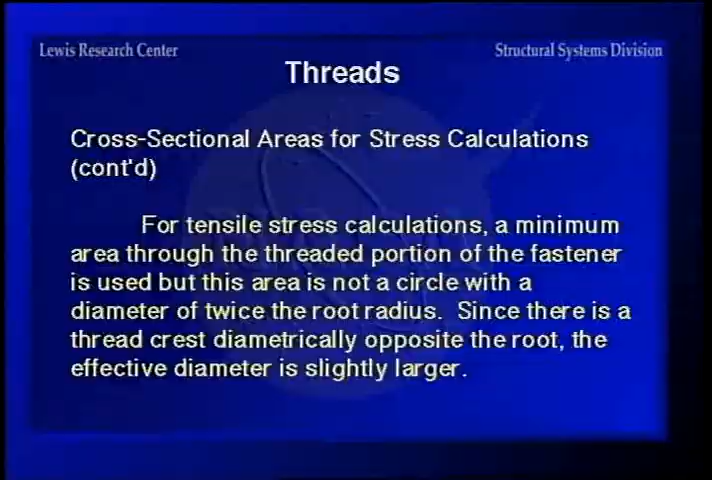 Lewis Research Center
Structural Systems Division
Threads
Cross-Sectional Areas for Stress Calculations
(cont'd)
For tensile stress calculations, a minimum
area through the threaded portion of the fastener
is used but this area is not a circle with a
diameter of twice the root radius. Since there is a
thread crest diametrically opposite the root, the
effective diameter is slightly larger.